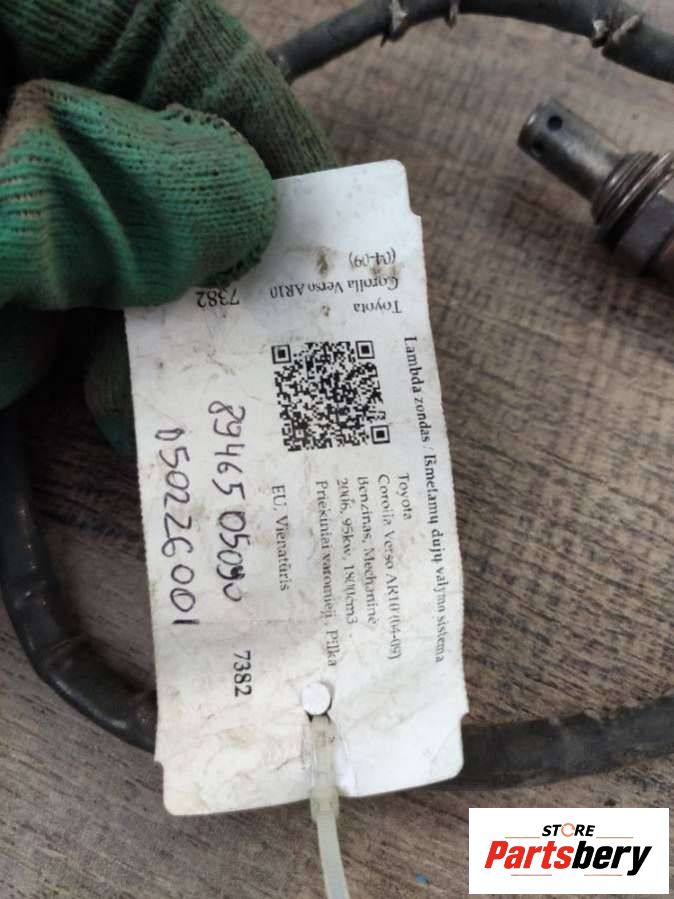 Lambda zondas / Išmetamų dujų valymo sistema
Toyota
Corolla Verso AR10 (04-09)
Benzinas, Mechaninė
2006, 95kw, 1800cm3
Priekiniai varomieji , Pilka
EU, Vienatūris
7382
89465 05090
D5022G001
Toyota
Corolla Verso AR10
(04-09)
7382
STORE
Partsbery